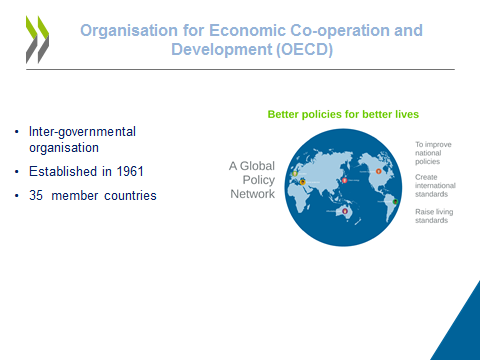 Organisation for Economic Co-operation and
Development (OECD)
• Inter-governmental
organisation
• Established in 1961
• 35 member countries
Better policies for better lives
A Global
Policy
Network
To improve
national
policies
Create
international
standards
Raise living
standards